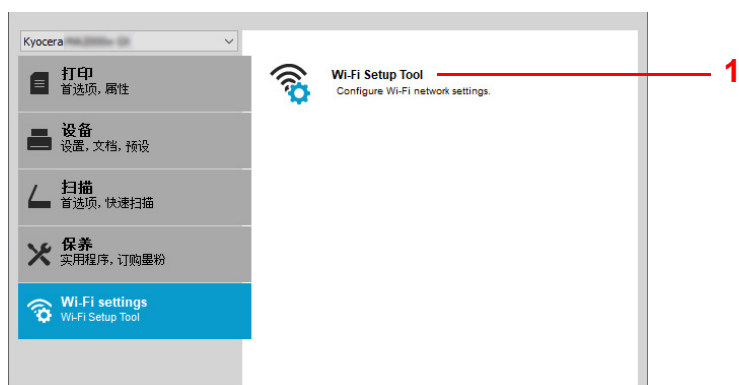 Kyocera
打印
首选项, 属性
设备
设置, 文档, 预设
扫描
首选项, 快速扫描
保养
实用程序, 订购墨粉
Wi-Fi settings
Wi-Fi Setup Tool
Wi-Fi Setup Tool
Configure Wi-Fi network settings.
1